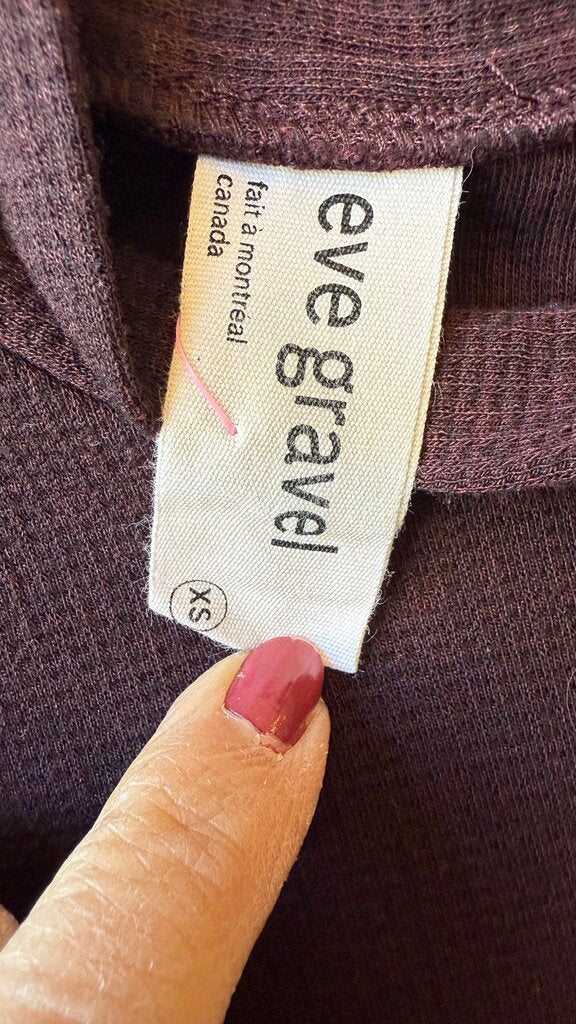 eve gravel
fait à montreal
canada
xs